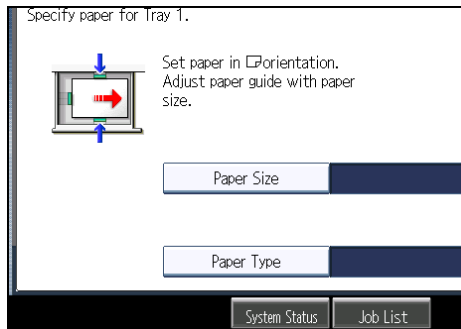 Specify paper for Tray 1.
Set paper in orientation.
Adjust paper guide with paper
size.
Paper Size
Paper Type
System Status Job List